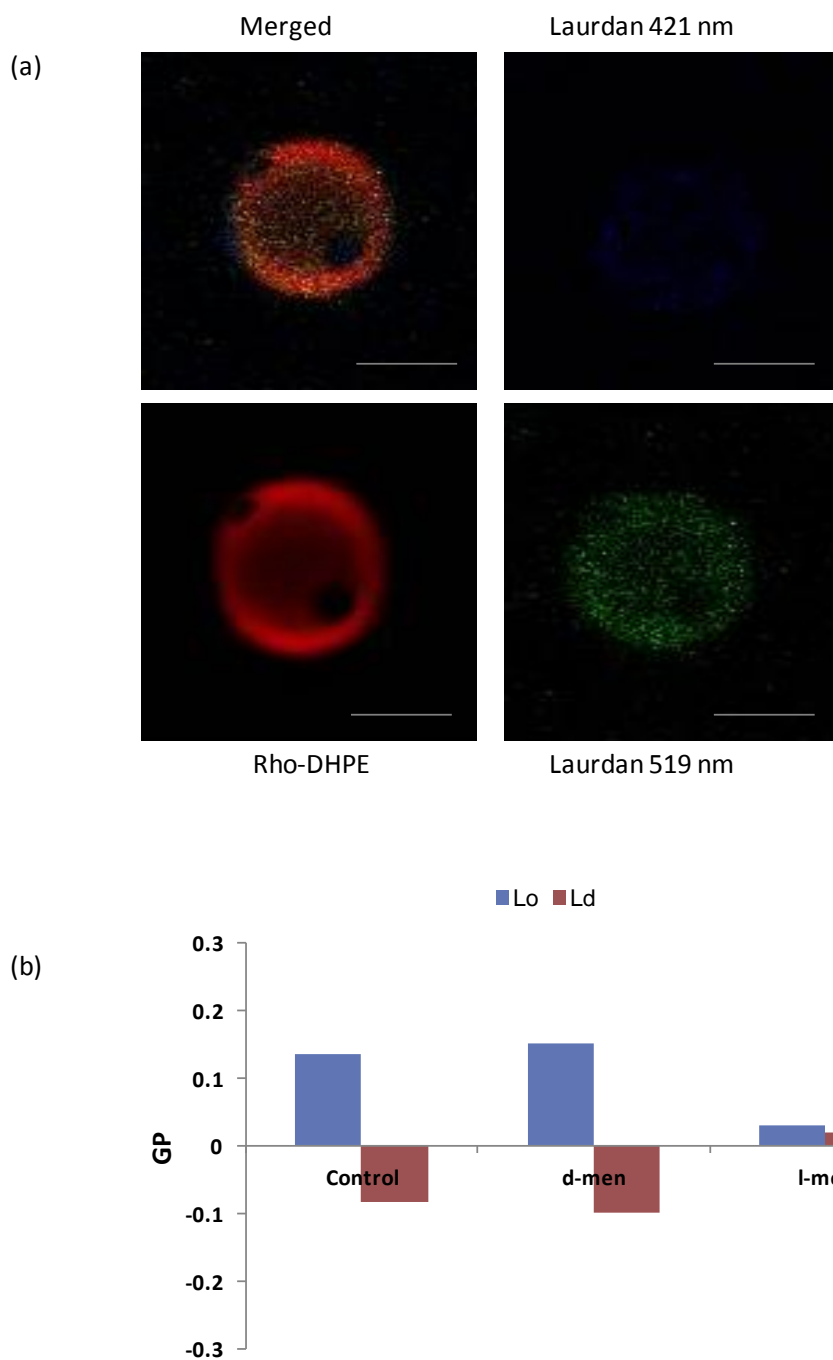 Merged Laurdan 421 nm
(a)
Rho-DHPE Laurdan 519 nm
Lo Ld
(b)
0.3
0.2
0.1
GP
0
Control d-men
-0.1
-0.2
-0.3